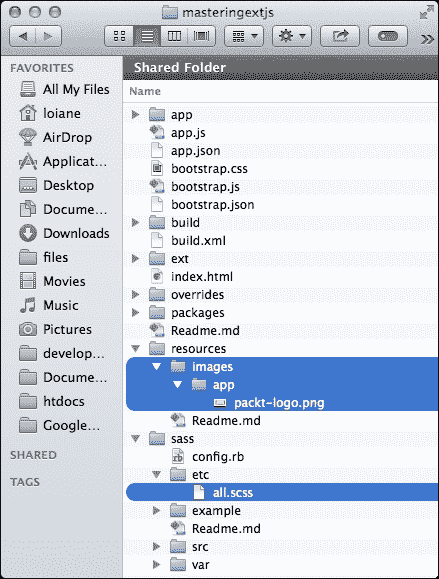 masteringextjs
FAVORITES
All My Files
loiane
AirDrop
Applicat...
Desktop
Docume...
Downloads
files
Movies
Music
Pictures
develop...
Docume...
htdocs
Google...
SHARED
TAGS
Shared Folder
Name
app
app.js
app.json
bootstrap.css
bootstrap.js
bootstrap.json
build
build.xml
ext
index.html
overrides
packages
Readme.md
resources
images
app
packt-logo.png
Readme.md
sass
config.rb
etc
all.scss
example
Readme.md
src
var